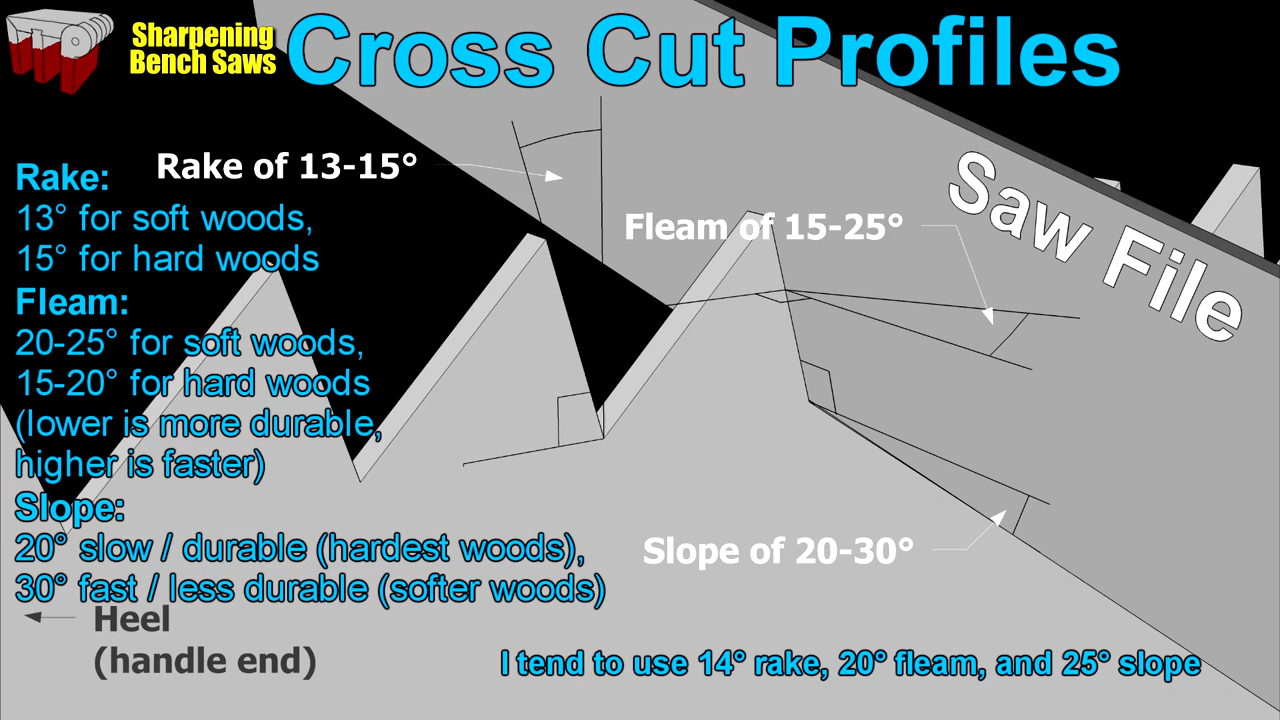 Sharpening
Bench Saws
Cross Cut Profiles
Rake of 13-15°
Rake:
13° for soft woods,
15° for hard woods
Fleam of 15-25°
Saw File
Fleam:
20-25° for soft woods,
15-20° for hard woods
(lower is more durable,
higher is faster)
Slope:
20° slow / durable (hardest woods),
30° fast / less durable (softer woods)
Slope of 20-30°
Heel
(handle end)
I tend to use 14° rake, 20° fleam, and 25° slope